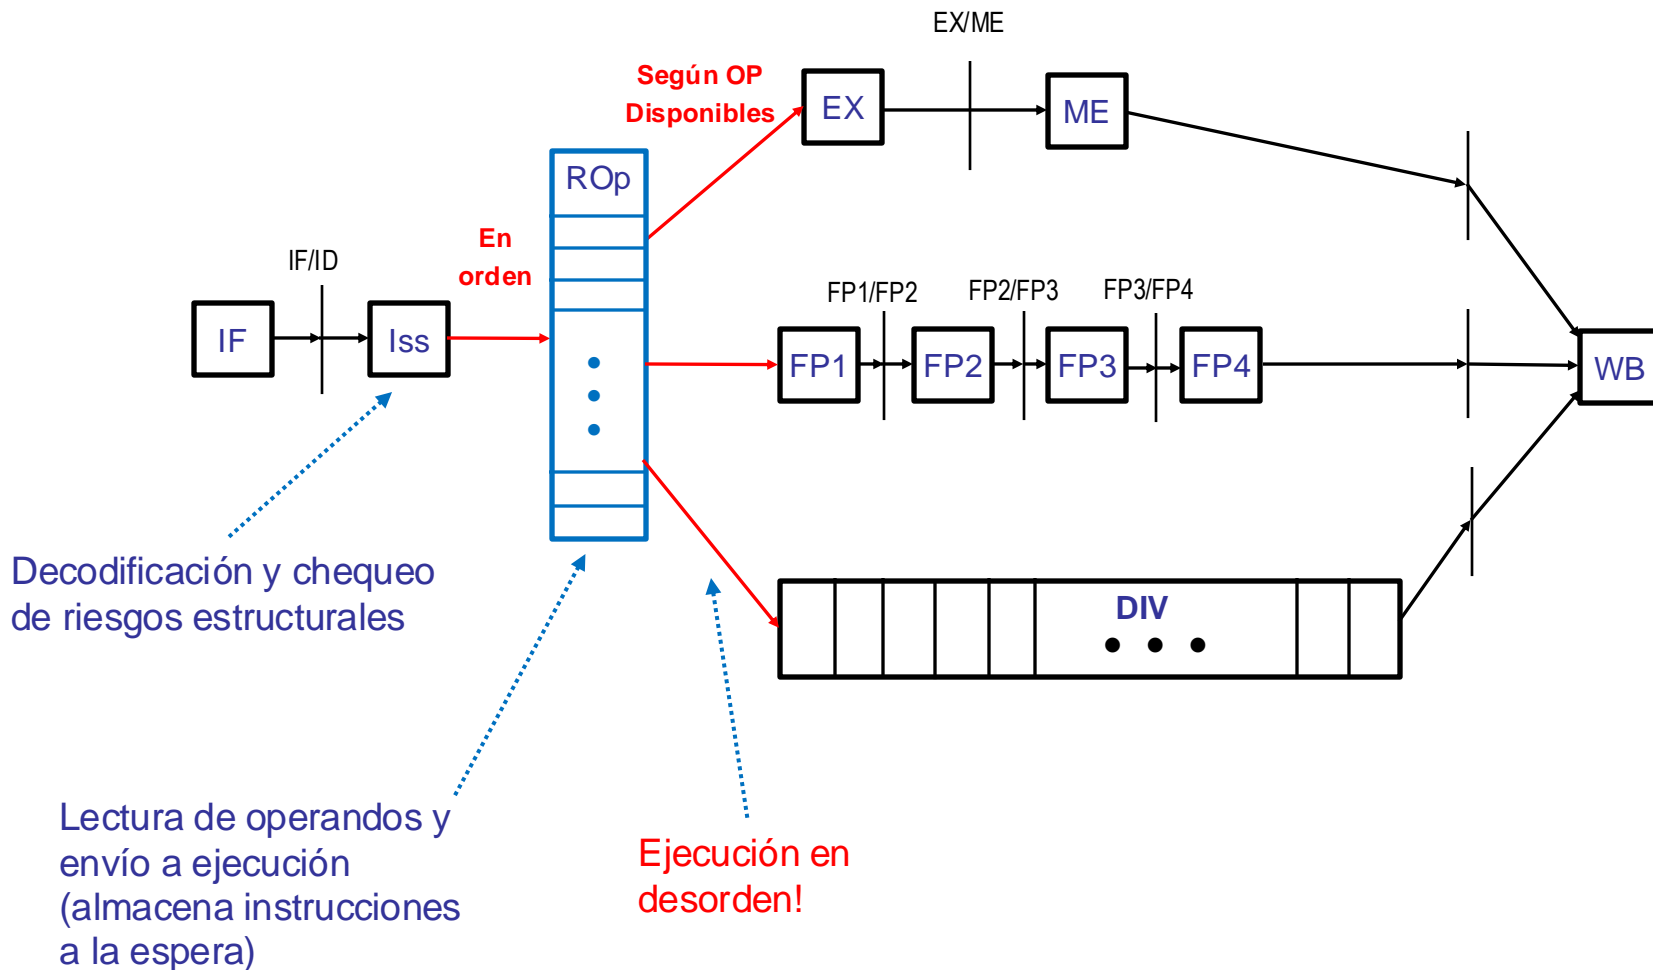 EX/ME
Según OP
Disponibles
EX
ME
ROp
En
orden
IF/ID
FP1/FP2
FP2/FP3
FP3/FP4
IF
Iss
FP1
FP2
FP3
FP4
WB
Decodificación y chequeo
de riesgos estructurales
DIV
Lectura de operandos y
envío a ejecución
(almacena instrucciones
a la espera)
Ejecución en
desorden!